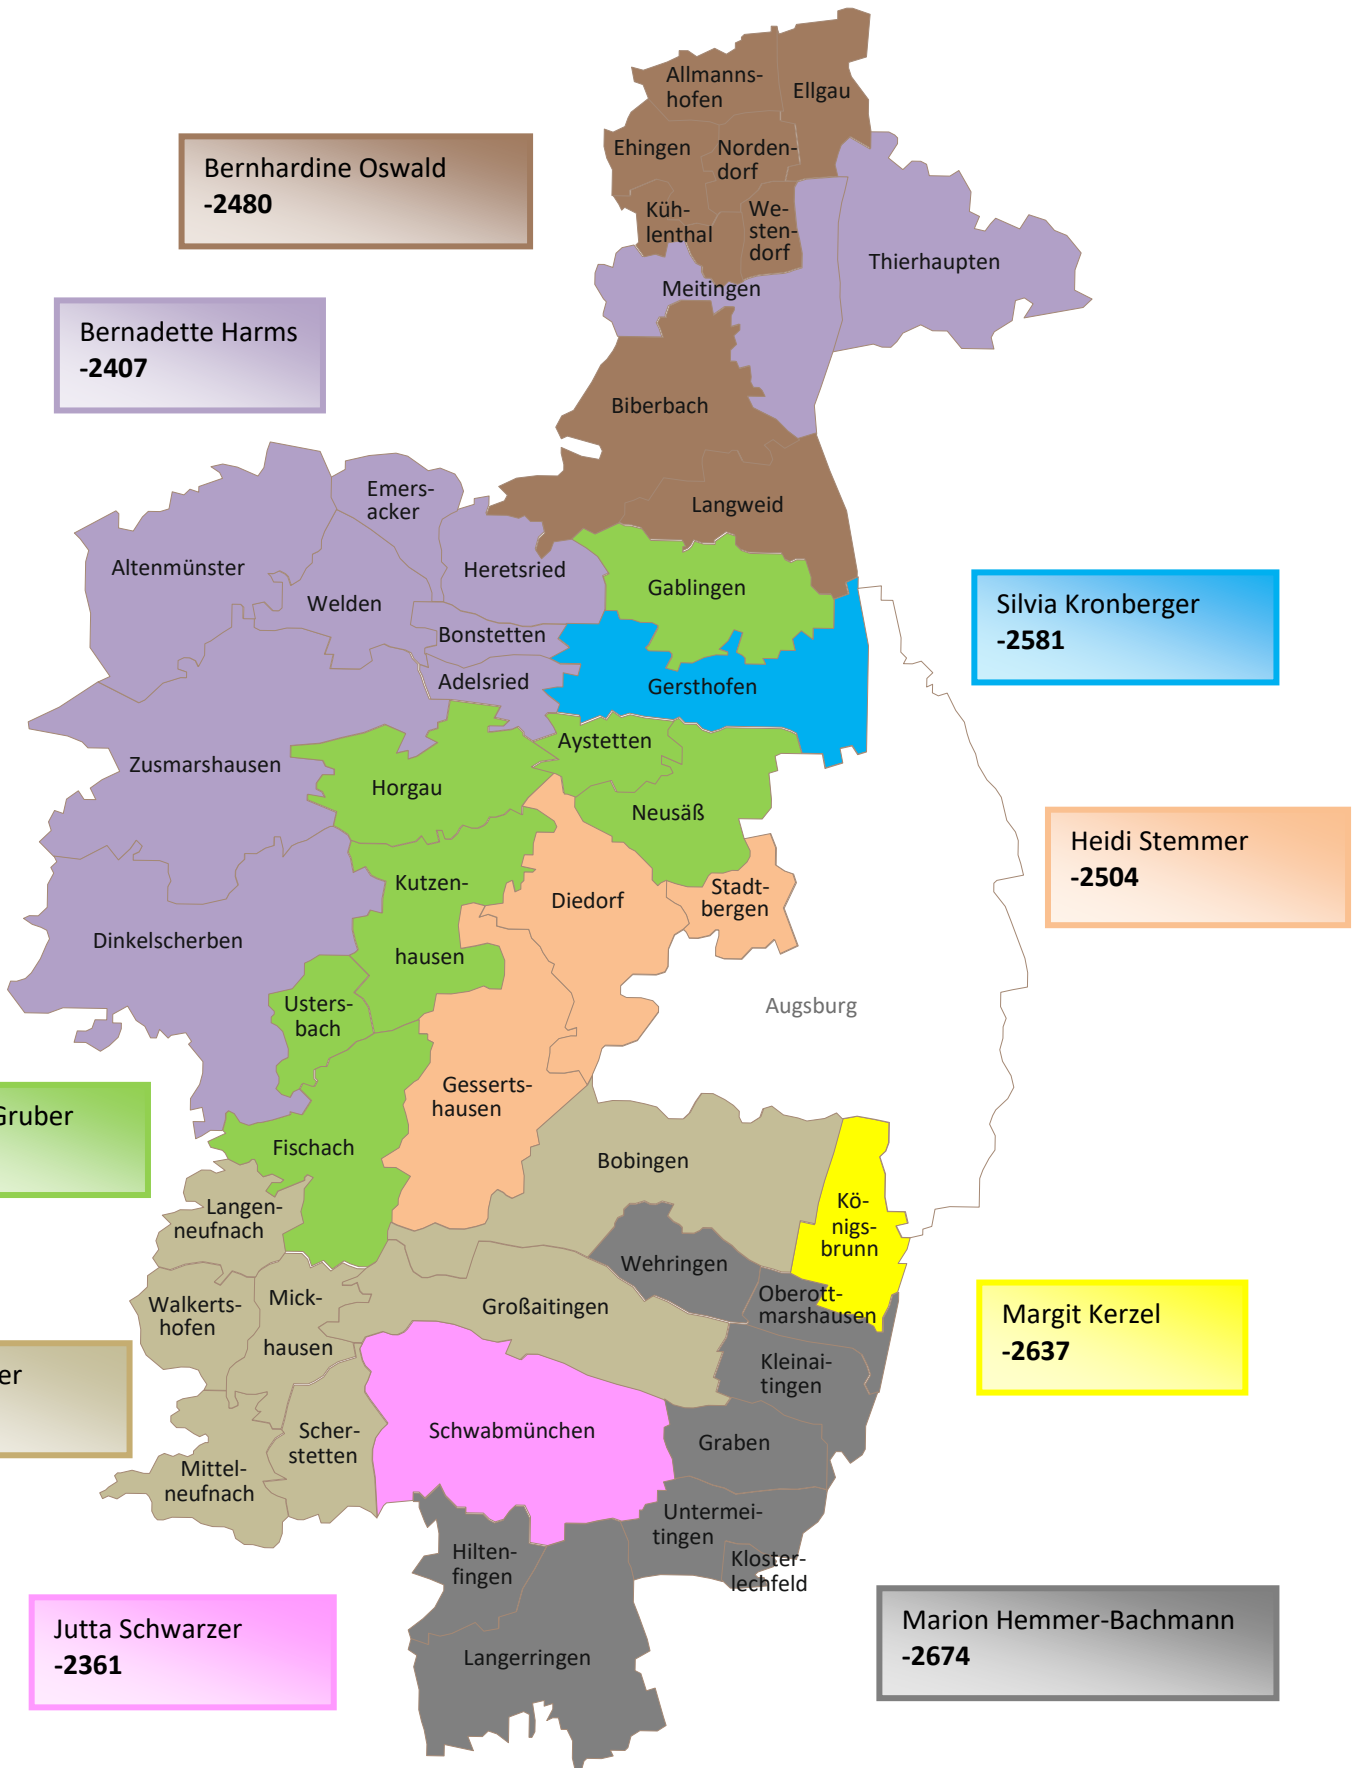 Allmanns-
hofen
Ellgau
Ehingen
Norden-
dorf
Küh-
lenthal
We-
sten-
dorf
Bernhardine Oswald
-2480
Thierhaupten
Meitingen
Bernadette Harms
-2407
Biberbach
Emers-
acker
Langweid
Altenmünster
Heretsried
Welden
Gablingen
Bonstetten
Silvia Kronberger
-2581
Adelsried
Gersthofen
Aystetten
Zusmarshausen
Horgau
Neusäß
Heidi Stemmer
-2504
Kutzen-
hausen
Diedorf
Stadt-
bergen
Dinkelscherben
Usters-
bach
Augsburg
Gesserts-
hausen
Gruber
Fischach
Bobingen
Langen-
neufnach
Kö-
nigs-
brunn
Wehringen
Walkerts-
hofen
Mick-
hausen
Großaitingen
Oberott-
marshausen
Margit Kerzel
-2637
er
Kleinai-
tingen
Scher-
stetten
Schwabmünchen
Graben
Mittel-
neufnach
Untermei-
tingen
Hilten-
fingen
Kloster-
lechfeld
Jutta Schwarzer
-2361
Langerringen
Marion Hemmer-Bachmann
-2674